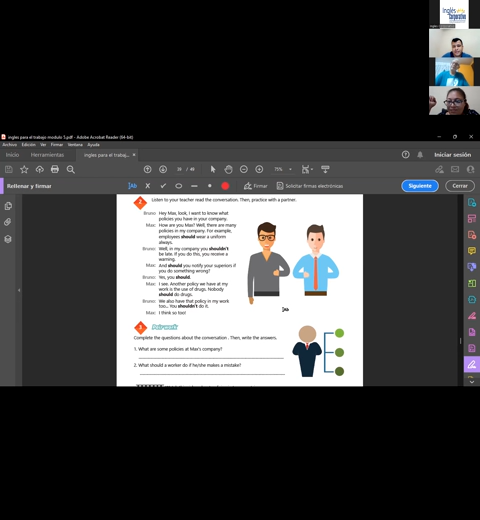 Inglés
corporativo
ingles para el trabajo modulo 5.pdf - Adobe Acrobat Reader (64-bit)
Archivo Edición Ver Firmar Ventana Ayuda
Inicio Herramientas ingles para el trabaj... × Iniciar sesión
/ 46 75%
Rellenar y firmar Ab Firmar Solicitar firmas electrónicas Siguiente Cerrar
Listen to your teacher read the conversation. Then, practice with a partner.
Bruno: Hey Max, look, I want to know what
policies you have in your company.
Max: How are you Max? Well, there are many
policies in my company. For example,
employees should wear a uniform
always.
Bruno: Well, in my company you shouldn't
be late. If you do this, you receive a
warning.
Max: And should you notify your superiors if
you do something wrong?
Bruno: Yes, you should.
Max: I see. Another policy we have at my
work is the use of drugs. Nobody
should do drugs.
Bruno: We also have that policy in my work
too... You shouldn't do it.
Max: I think so too!
Pair work
Complete the questions about the conversation . Then, write the answers.
1. What are some policies at Max's company?
2. What should a worker do if he/she makes a mistake?